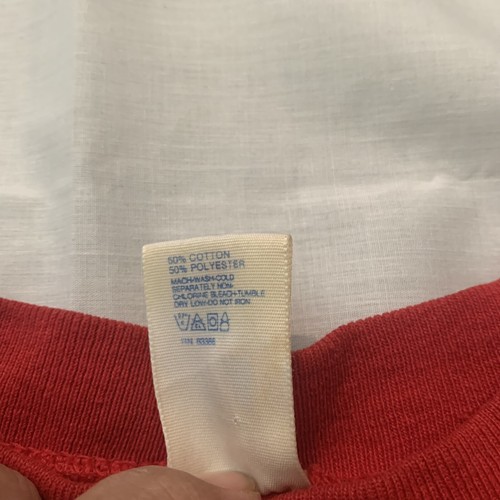 50% COTTON
50% POLYESTER
MACH-WASH-COLD
SEPARATELY NON-
CHLORINE BLEACH-TUMBLE
DRY LOW-DO NOT IRON